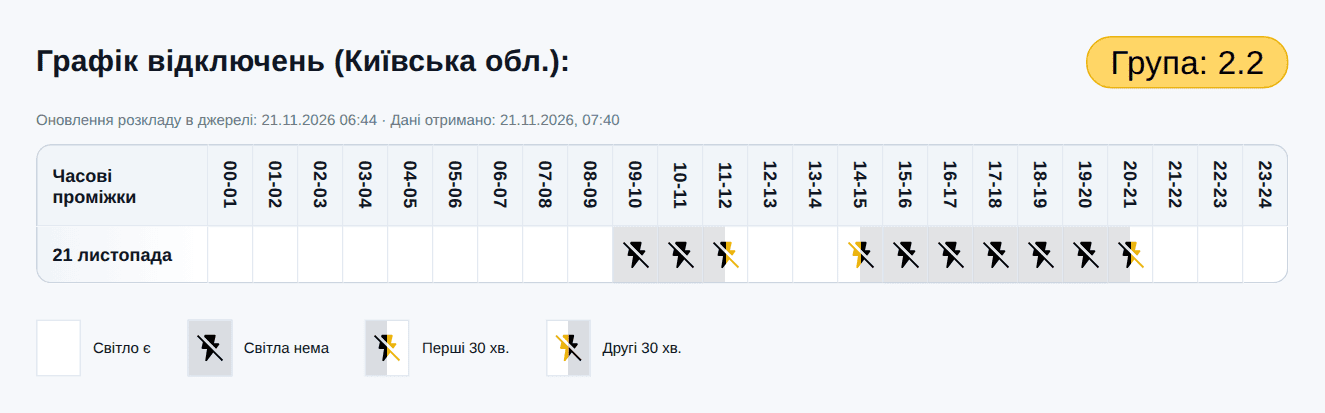 Графік відключень (Київська обл.):
Група: 2.2
Оновлення розкладу в джерелі: 21.11.2026 06:44 · Дані отримано: 21.11.2026, 07:40
Часові
проміжки
00-01
01-02
02-03
03-04
04-05
05-06
06-07
07-08
08-09
09-10
10-11
11-12
12-13
13-14
14-15
15-16
16-17
17-18
18-19
19-20
20-21
21-22
22-23
23-24
21 листопада
Світло є
Світла нема
Перші 30 хв.
Другі 30 хв.